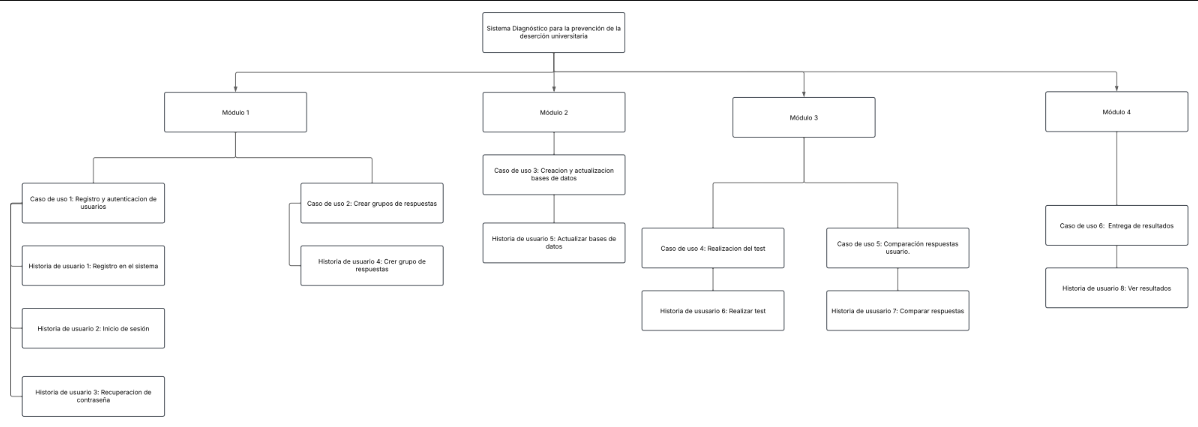 Sistema Diagnóstico para la prevención de la
deserción universitaria
Módulo 1
Módulo 2
Módulo 3
Módulo 4
Caso de uso 1: Registro y autenticacion de
usuarios
Caso de uso 2: Crear grupos de respuestas
Caso de uso 3: Creacion y actualizacion
bases de datos
Caso de uso 4: Realizacion del test
Caso de uso 5: Comparación respuestas
usuario.
Caso de uso 6: Entrega de resultados
Historia de usuario 1: Registro en el sistema
Historia de usuario 4: Crer grupo de
respuestas
Historia de usuario 5: Actualizar bases de
datos
Historia de ususario 6: Realizar test
Historia de ususario 7: Comparar respuestas
Historia de usuario 8: Ver resultados
Historia de usuario 2: Inicio de sesión
Historia de usuario 3: Recuperacion de
contraseña